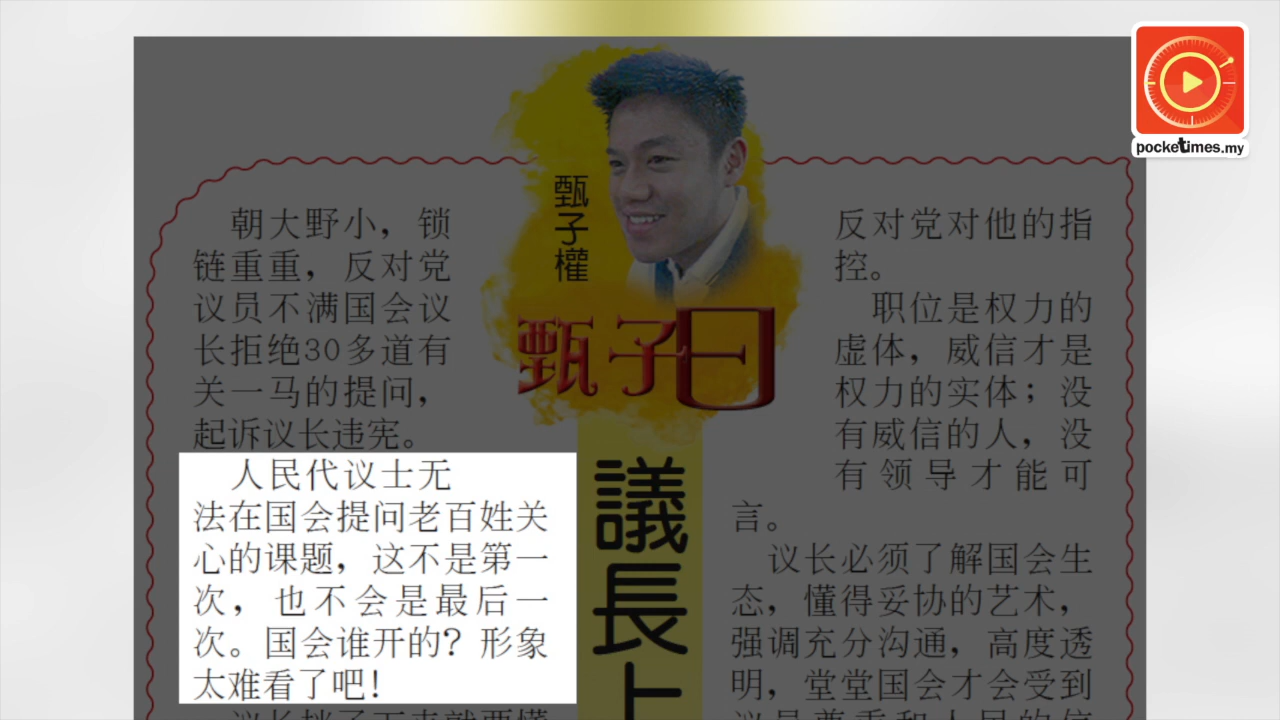 pocketimes.my
甄子權
甄子曰
議長上
朝大野小，锁
链重重，反对党
议员不满国会议
长拒绝30多道有
关一马的提问，
起诉议长违宪。
人民代议士无
法在国会提问老百姓关
心的课题，这不是第一
次，也不会是最后一
次。国会谁开的？形象
太难看了吧！
反对党对他的指
控。
职位是权力的
虚体，威信才是
权力的实体；没
有威信的人，没
有领导才能可
言。
议长必须了解国会生
态，懂得妥协的艺术，
强调充分沟通，高度透
明，堂堂国会才会受到